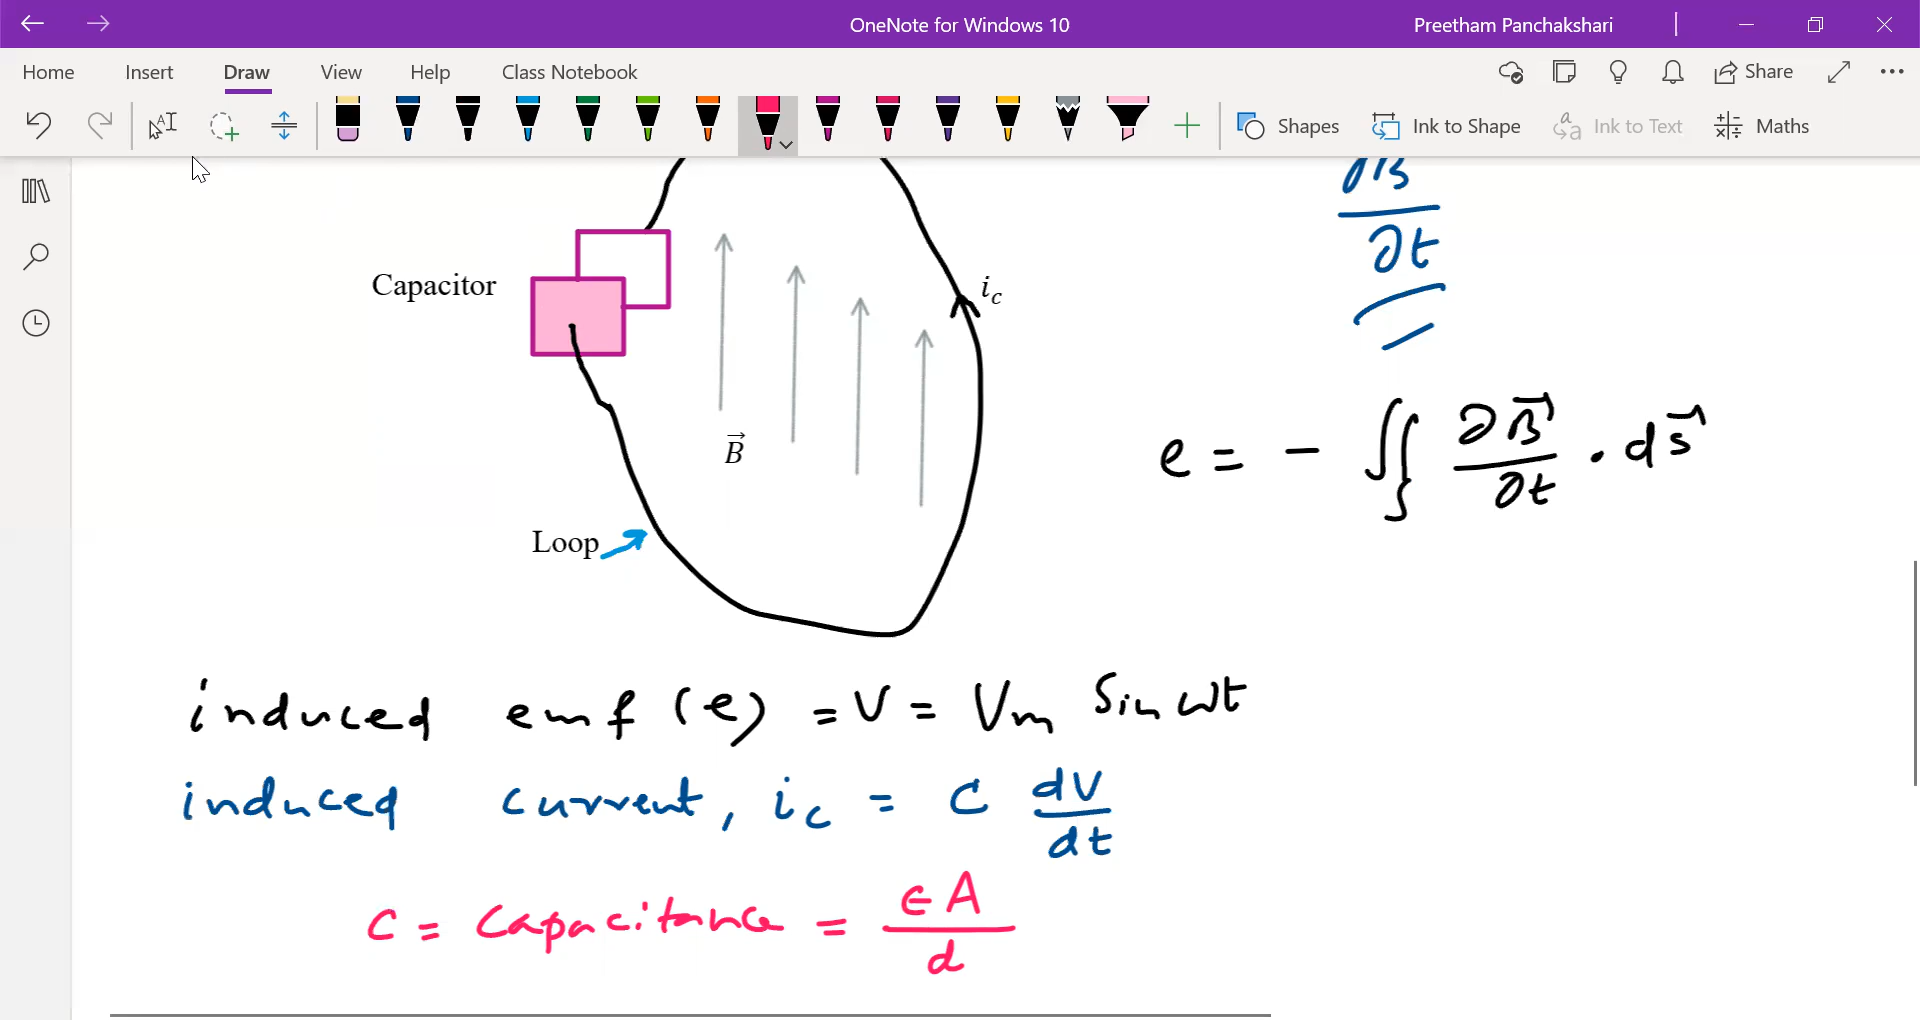 OneNote for Windows 10
Preetham Panchakshari
Home Insert Draw View Help Class Notebook
Share
Shapes Ink to Shape Ink to Text Maths
∂B
∂t
Capacitor
i_c
e = - ∬ ∂B⃗/∂t · ds⃗
B⃗
Loop
induced emf (e) = V = Vm Sin ωt
induced current, i_c = C dV/dt
C = Capacitance = ∈A/d